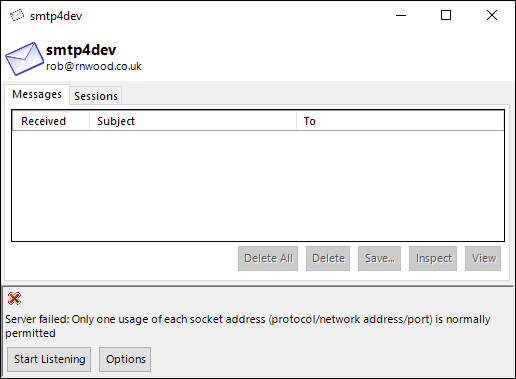 smtp4dev
smtp4dev
rob@rnwood.co.uk
Messages Sessions
Received Subject To
Delete All Delete Save... Inspect View
Server failed: Only one usage of each socket address (protocol/network address/port) is normally
permitted
Start Listening Options